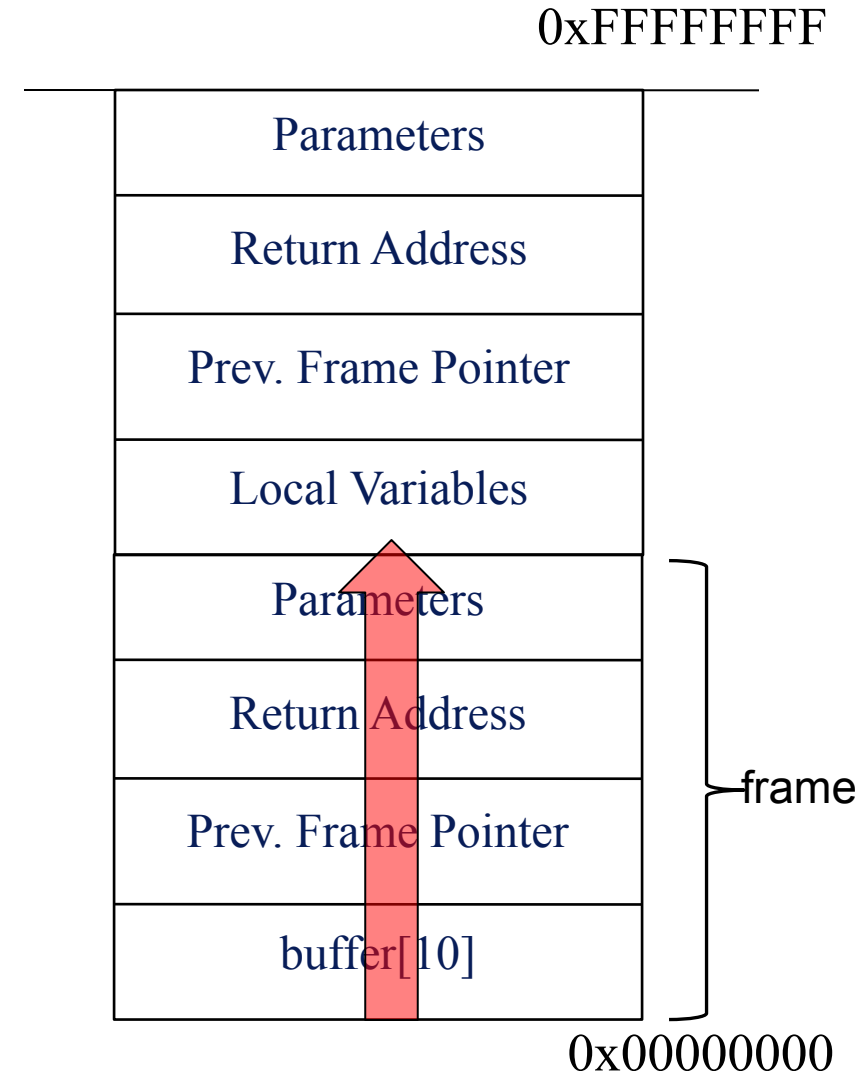 0xFFFFFFFF
Parameters
Return Address
Prev. Frame Pointer
Local Variables
Parameters
Return Address
frame
Prev. Frame Pointer
buffer[10]
0x00000000